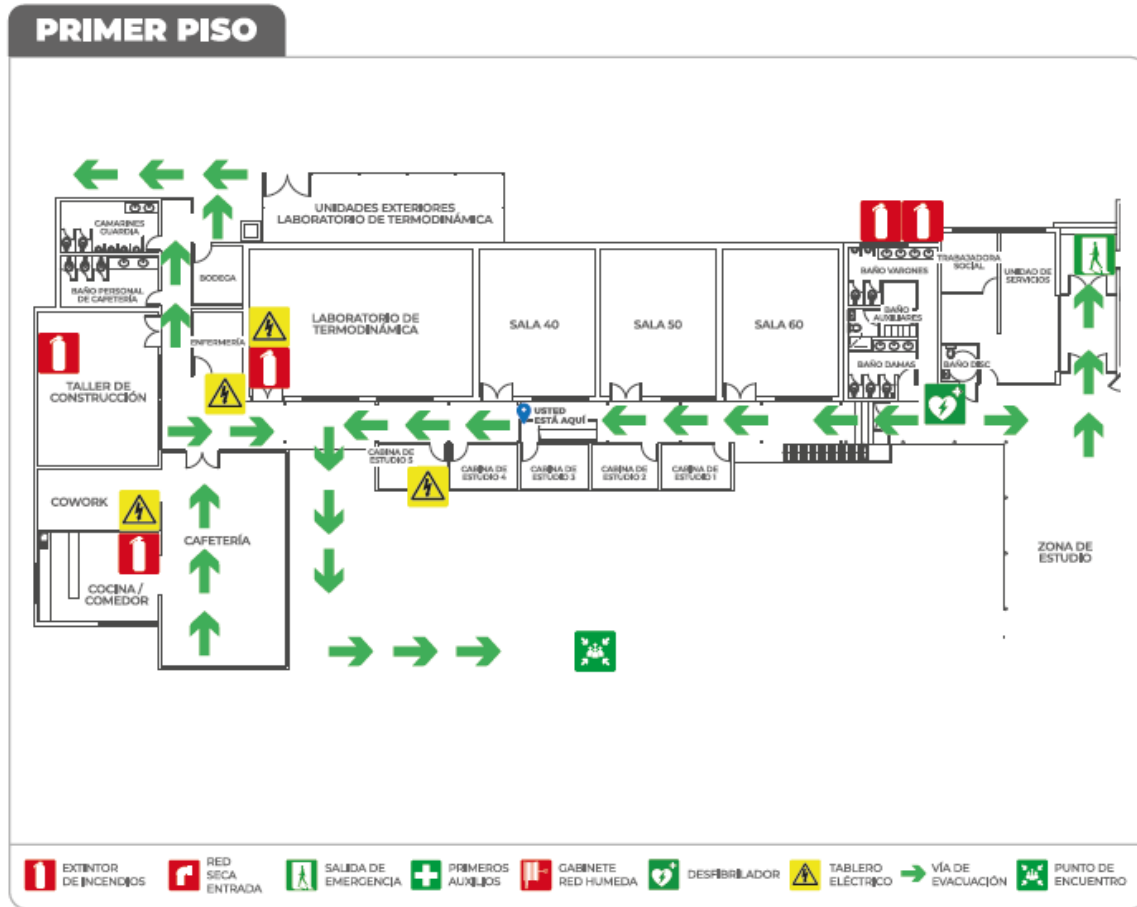 PRIMER PISO
UNIDADES EXTERIORES
LABORATORIO DE TERMODINÁMICA
CAMARINES
GUARDIA
BAÑO PERSONAL
DE CAFETERÍA
BODEGA
ENFERMERÍA
LABORATORIO DE
TERMODINÁMICA
SALA 40
SALA 50
SALA 60
BAÑO VARONES
BAÑO
AUXILIARES
BAÑO DAMAS
TRABAJADORA
SOCIAL
UNIDAD DE
SERVICIOS
BAÑO DISC
TALLER DE
CONSTRUCCIÓN
USTED
ESTÁ AQUÍ
CABINA DE
ESTUDIO 5
CABINA DE
ESTUDIO 4
CABINA DE
ESTUDIO 3
CABINA DE
ESTUDIO 2
CABINA DE
ESTUDIO 1
COWORK
CAFETERÍA
COCINA /
COMEDOR
ZONA DE
ESTUDIO
EXTINTOR
DE INCENDIOS
RED
SECA
ENTRADA
SALIDA DE
EMERGENCIA
PRIMEROS
AUXILIOS
GABINETE
RED HUMEDA
DESFIBRILADOR
TABLERO
ELÉCTRICO
VÍA DE
EVACUACIÓN
PUNTO DE
ENCUENTRO